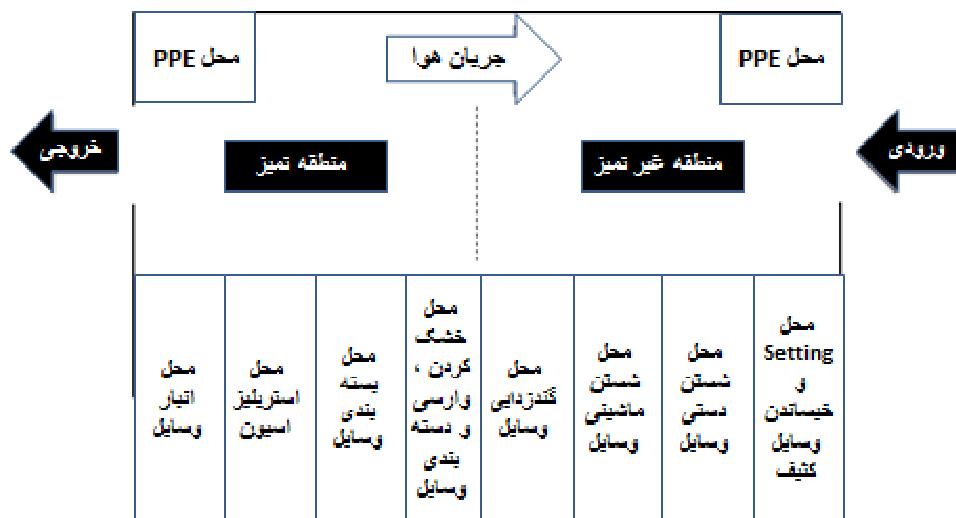 محل PPE
جریان هوا
محل PPE
ورودی
منطقه غیر تمیز
منطقه تمیز
خروجی
محل
Setting
و
خیساندن
وسایل
کثیف
محل
شستن
دستی
وسایل
محل
شستن
ماشینی
وسایل
محل
گندزدایی
وسایل
محل
خشک
کردن ،
وارسی
و دسته
بندی
وسایل
محل
بسته
بندی
وسایل
محل
استریلیز
اسیون
محل
انبار
وسایل